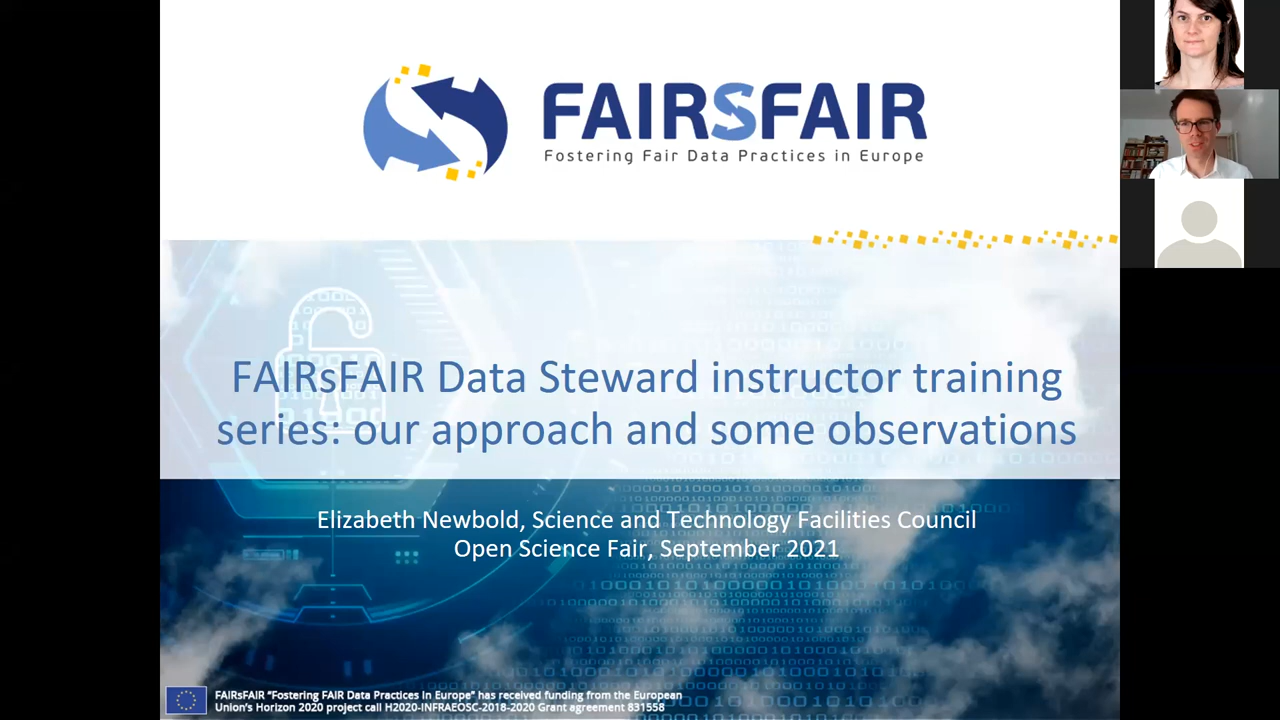 FAIRSFAIR
Fostering Fair Data Practices in Europe
FAIRsFAIR Data Steward instructor training
series: our approach and some observations
Elizabeth Newbold, Science and Technology Facilities Council
Open Science Fair, September 2021
FAIRsFAIR “Fostering FAIR Data Practices In Europe” has received funding from the European
Union’s Horizon 2020 project call H2020-INFRAEOSC-2018-2020 Grant agreement 831558